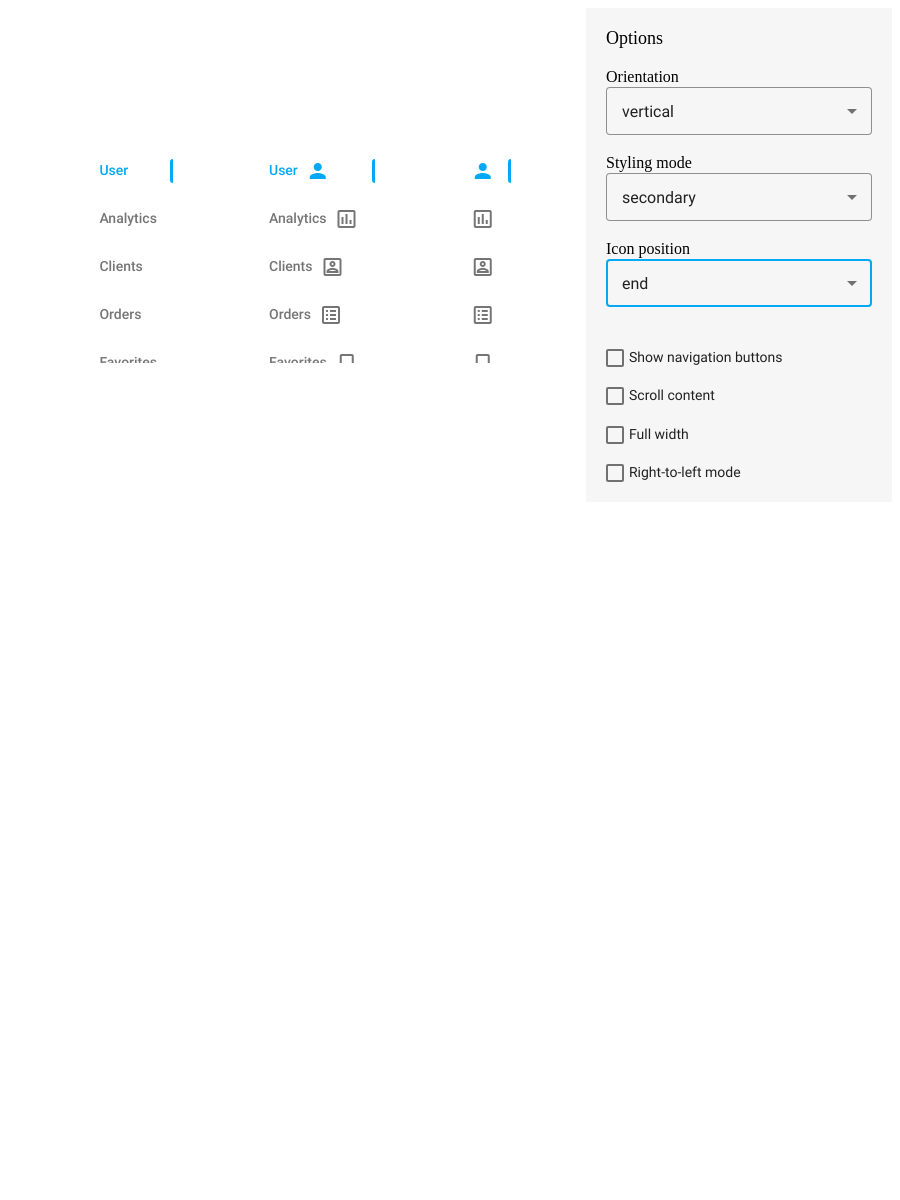 User
Analytics
Clients
Orders
Favorites
User
Analytics
Clients
Orders
Favorites
Options
Orientation
vertical
Styling mode
secondary
Icon position
end
Show navigation buttons
Scroll content
Full width
Right-to-left mode